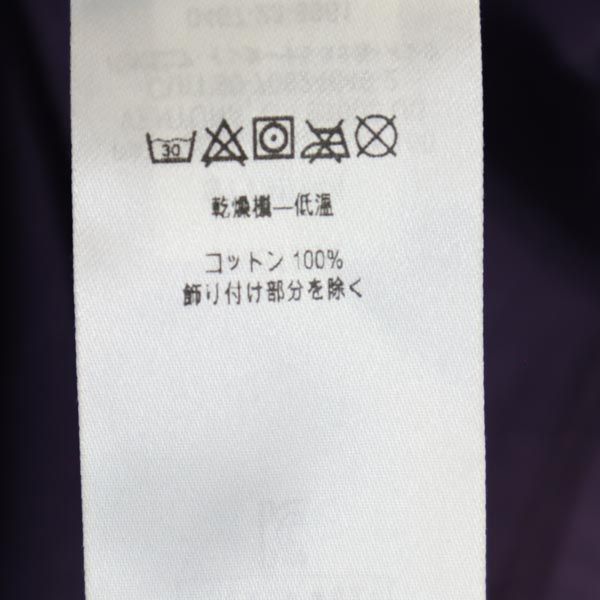 30
乾燥機—低温
コットン 100%
飾り付け部分を除く